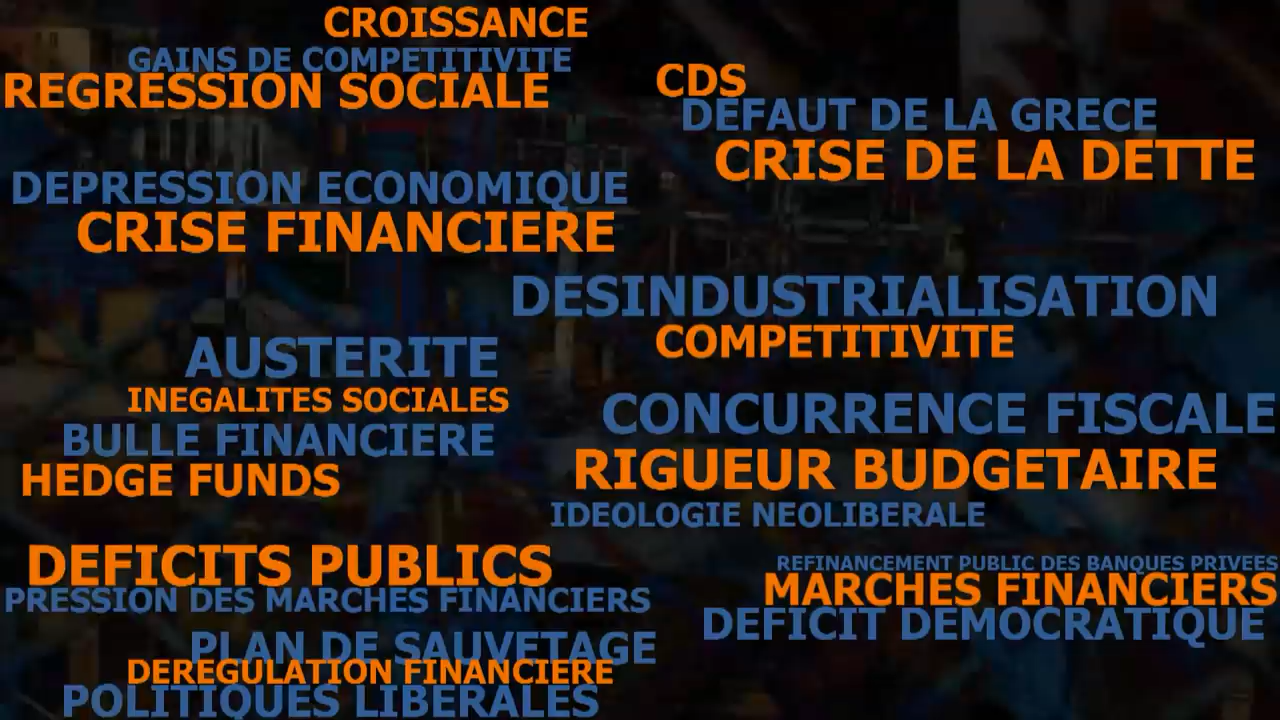 CROISSANCE
GAINS DE COMPETITIVITE
REGRESSION SOCIALE
CDS
DEFAUT DE LA GRECE
CRISE DE LA DETTE
DEPRESSION ECONOMIQUE
CRISE FINANCIERE
DESINDUSTRIALISATION
COMPETITIVITE
AUSTERITE
INEGALITES SOCIALES
BULLE FINANCIERE
HEDGE FUNDS
CONCURRENCE FISCALE
RIGUEUR BUDGETAIRE
IDEOLOGIE NEOLIBERALE
DEFICITS PUBLICS
PRESSION DES MARCHES FINANCIERS
REFINANCEMENT PUBLIC DES BANQUES PRIVEES
MARCHES FINANCIERS
DEFICIT DEMOCRATIQUE
PLAN DE SAUVETAGE
DEREGULATION FINANCIERE
POLITIQUES LIBERALES